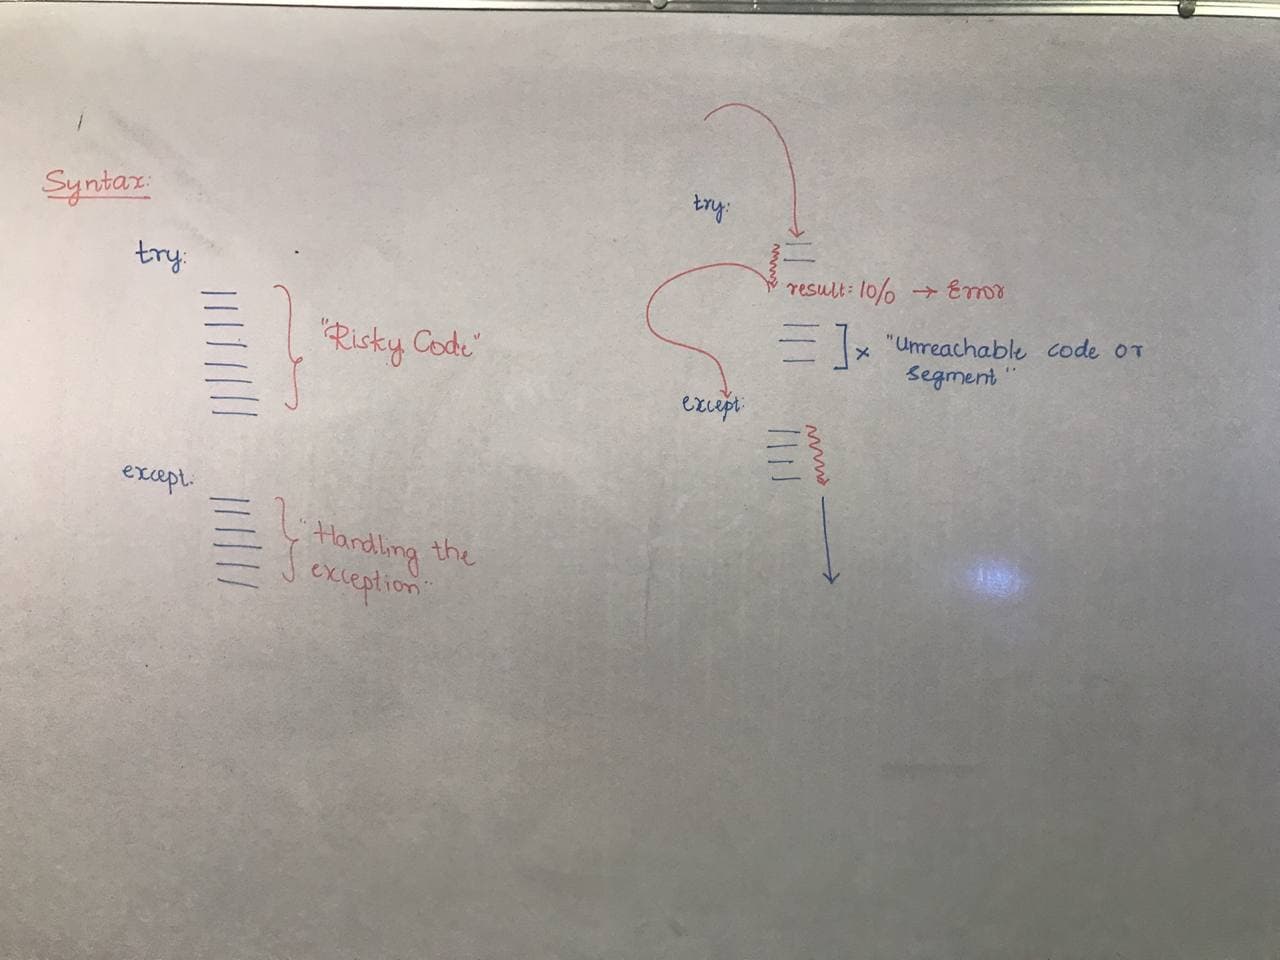 Syntax:
try:
"Risky Code"
except:
"Handling the
exception"
try:
result: 10/0 → Error
x "Unreachable code or
segment"
except: